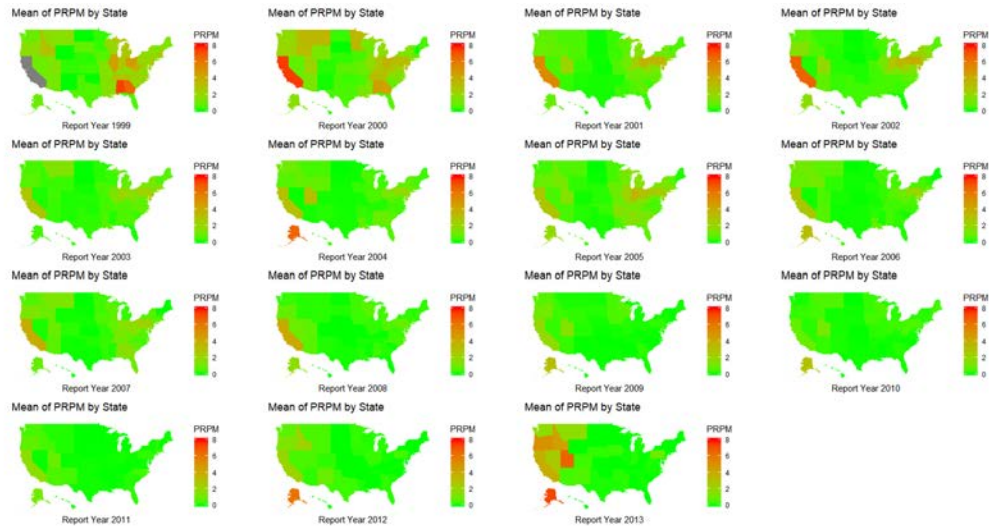 Mean of PRPM by State
PRPM
8
6
4
2
0
Report Year 1999
Mean of PRPM by State
PRPM
8
6
4
2
0
Report Year 2000
Mean of PRPM by State
PRPM
8
6
4
2
0
Report Year 2001
Mean of PRPM by State
PRPM
8
6
4
2
0
Report Year 2002
Mean of PRPM by State
PRPM
8
6
4
2
0
Report Year 2003
Mean of PRPM by State
PRPM
8
6
4
2
0
Report Year 2004
Mean of PRPM by State
PRPM
8
6
4
2
0
Report Year 2005
Mean of PRPM by State
PRPM
8
6
4
2
0
Report Year 2006
Mean of PRPM by State
PRPM
8
6
4
2
0
Report Year 2007
Mean of PRPM by State
PRPM
8
6
4
2
0
Report Year 2008
Mean of PRPM by State
PRPM
8
6
4
2
0
Report Year 2009
Mean of PRPM by State
PRPM
8
6
4
2
0
Report Year 2010
Mean of PRPM by State
PRPM
8
6
4
2
0
Report Year 2011
Mean of PRPM by State
PRPM
8
6
4
2
0
Report Year 2012
Mean of PRPM by State
PRPM
8
6
4
2
0
Report Year 2013